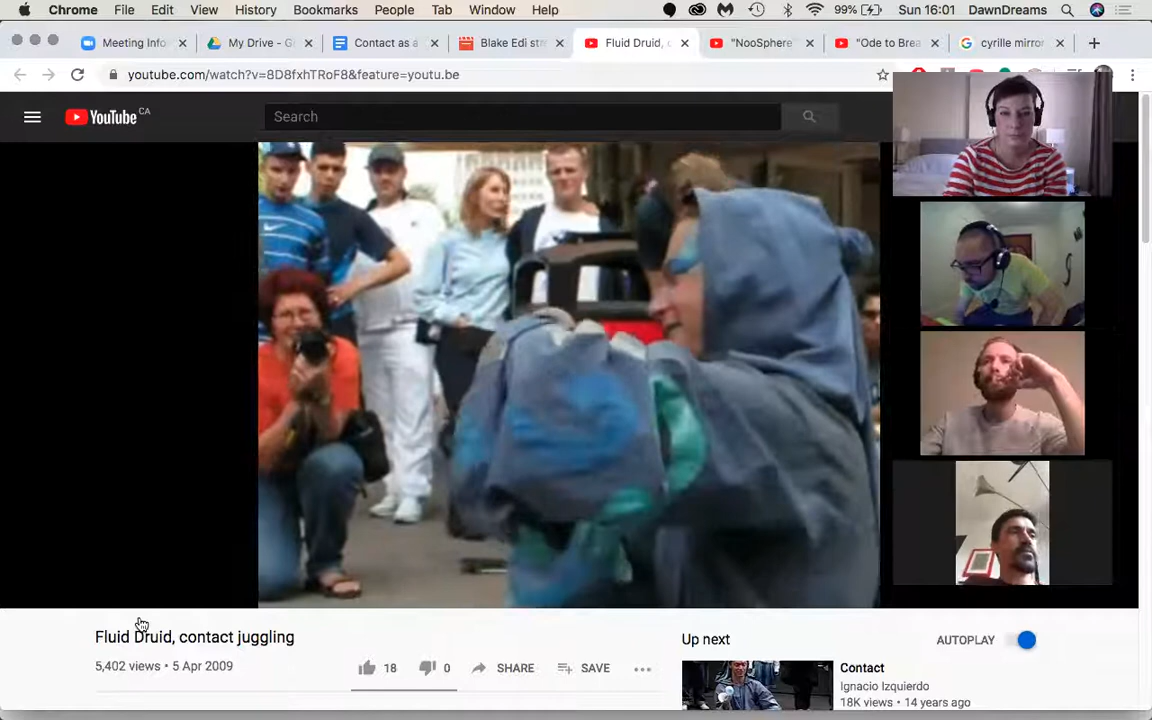 Chrome File Edit View History Bookmarks People Tab Window Help 99% Sun 16:01 DawnDreams
Meeting Info My Drive - G Contact as a Blake Edi str Fluid Druid, c "NooSphere "Ode to Brea cyrille mirror
youtube.com/watch?v=8D8fxhTRoF8&feature=youtu.be
YouTube CA Search
Fluid Druid, contact juggling
5,402 views • 5 Apr 2009
18 0 SHARE SAVE
Up next AUTOPLAY
Contact
Ignacio Izquierdo
18K views • 14 years ago